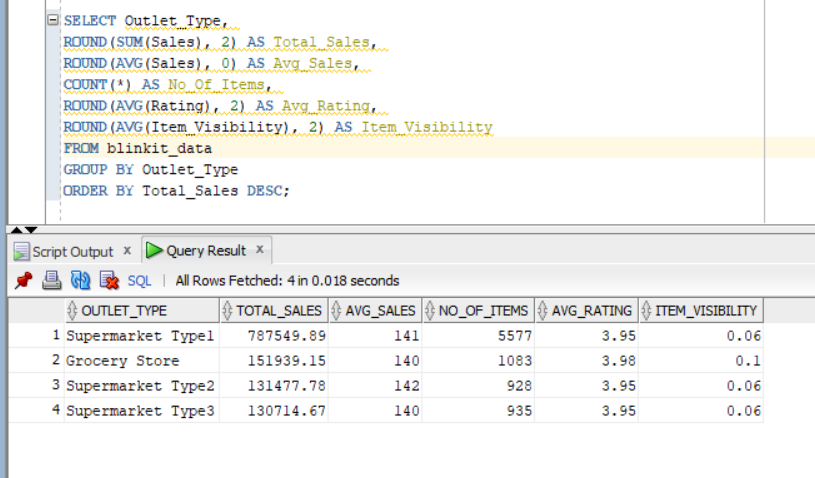 SELECT Outlet_Type,
ROUND(SUM(Sales), 2) AS Total_Sales,
ROUND(AVG(Sales), 0) AS Avg_Sales,
COUNT(*) AS No_Of_Items,
ROUND(AVG(Rating), 2) AS Avg_Rating,
ROUND(AVG(Item_Visibility), 2) AS Item_Visibility
FROM blinkit_data
GROUP BY Outlet_Type
ORDER BY Total_Sales DESC;
Script Output x Query Result x
SQL | All Rows Fetched: 4 in 0.018 seconds
OUTLET_TYPE TOTAL_SALES AVG_SALES NO_OF_ITEMS AVG_RATING ITEM_VISIBILITY
1 Supermarket Type1 787549.89 141 5577 3.95 0.06
2 Grocery Store 151939.15 140 1083 3.98 0.1
3 Supermarket Type2 131477.78 142 928 3.95 0.06
4 Supermarket Type3 130714.67 140 935 3.95 0.06